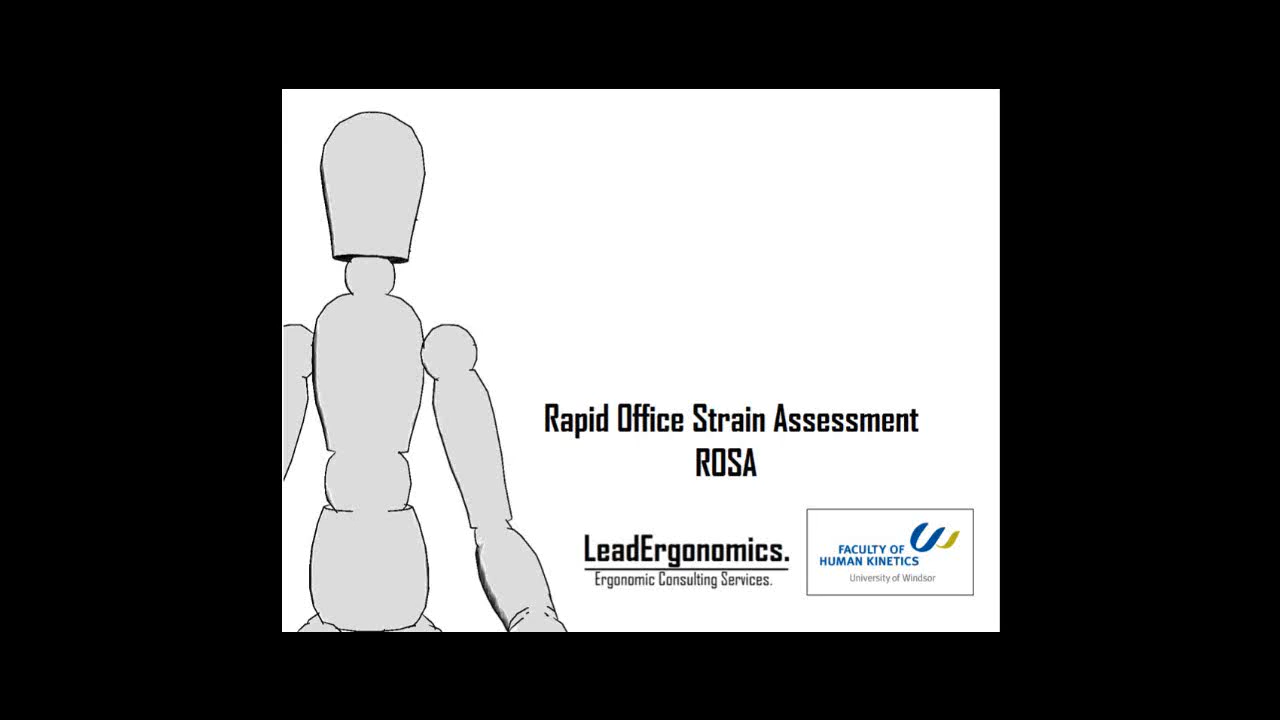 Rapid Office Strain Assessment
ROSA
LeadErgonomics.
Ergonomic Consulting Services.
FACULTY OF
HUMAN KINETICS
University of Windsor